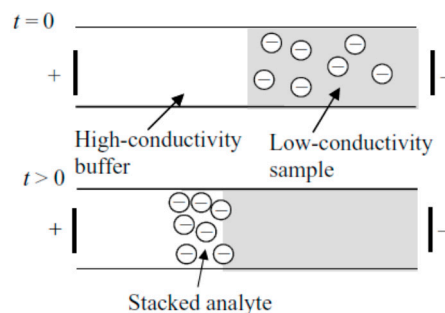 t = 0
+ − − − − − − − −
High-conductivity buffer
Low-conductivity sample
t > 0
+ − − − − − − − −
Stacked analyte